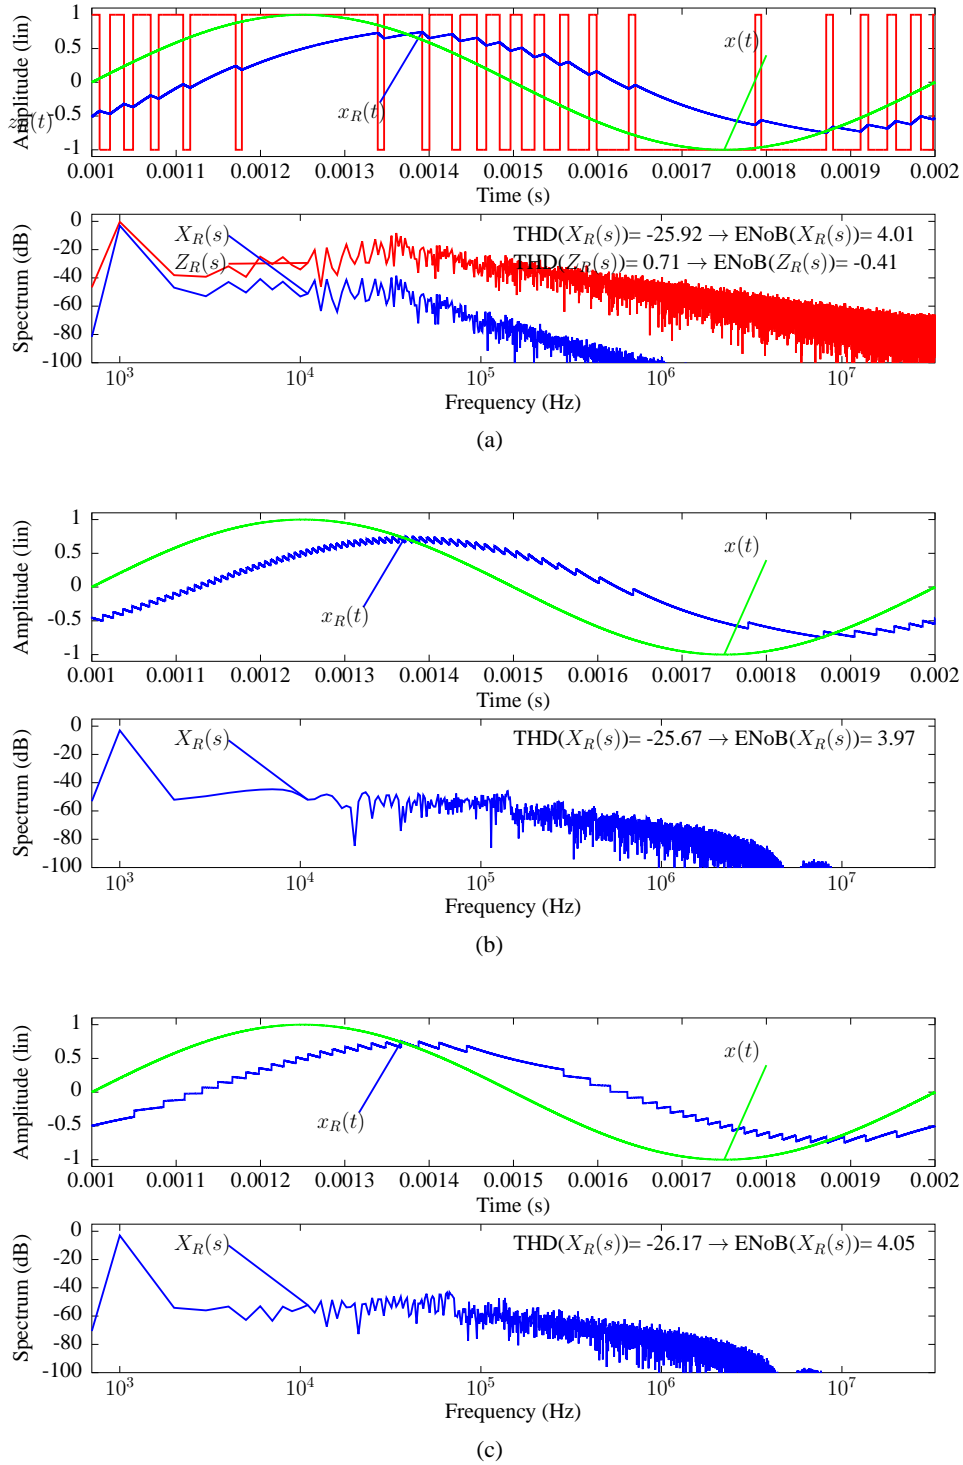 1
0.5
0
-0.5
-1
Amplitude (lin)
x(t)
x_R(t)
0.001 0.0011 0.0012 0.0013 0.0014 0.0015 0.0016 0.0017 0.0018 0.0019 0.002
Time (s)
0
-20
-40
-60
-80
-100
Spectrum (dB)
X_R(s)
Z_R(s)
THD(X_R(s))= -25.92 → ENoB(X_R(s))= 4.01
THD(Z_R(s))= 0.71 → ENoB(Z_R(s))= -0.41
10^3 10^4 10^5 10^6 10^7
Frequency (Hz)
(a)
1
0.5
0
-0.5
-1
Amplitude (lin)
x(t)
x_R(t)
0.001 0.0011 0.0012 0.0013 0.0014 0.0015 0.0016 0.0017 0.0018 0.0019 0.002
Time (s)
0
-20
-40
-60
-80
-100
Spectrum (dB)
X_R(s)
THD(X_R(s))= -25.67 → ENoB(X_R(s))= 3.97
10^3 10^4 10^5 10^6 10^7
Frequency (Hz)
(b)
1
0.5
0
-0.5
-1
Amplitude (lin)
x(t)
x_R(t)
0.001 0.0011 0.0012 0.0013 0.0014 0.0015 0.0016 0.0017 0.0018 0.0019 0.002
Time (s)
0
-20
-40
-60
-80
-100
Spectrum (dB)
X_R(s)
THD(X_R(s))= -26.17 → ENoB(X_R(s))= 4.05
10^3 10^4 10^5 10^6 10^7
Frequency (Hz)
(c)